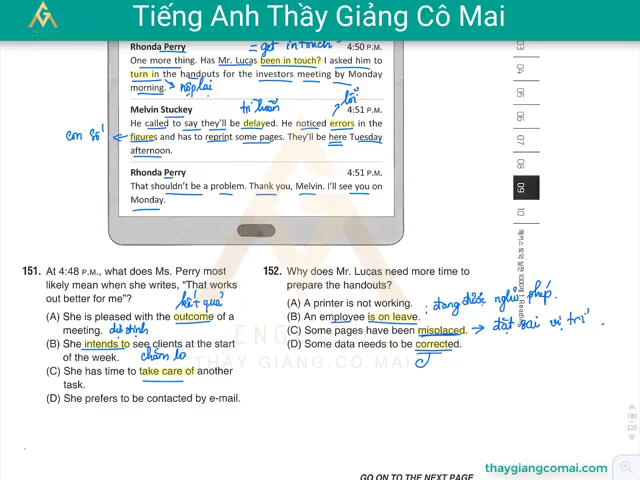 Tiếng Anh Thầy Giảng Cô Mai
= get in touch
Rhonda Perry 4:50 P.M.
One more thing. Has Mr. Lucas been in touch? I asked him to
turn in the handouts for the investors meeting by Monday
morning. → nộp lại
trì hoãn lỗi
Melvin Stuckey 4:51 P.M.
He called to say they'll be delayed. He noticed errors in the
con số ← figures and has to reprint some pages. They'll be here Tuesday
afternoon.
Rhonda Perry 4:51 P.M.
That shouldn't be a problem. Thank you, Melvin. I'll see you on
Monday.
03
04
05
06
07
08
09
10
151. At 4:48 P.M., what does Ms. Perry most
likely mean when she writes, "That works
out better for me"?
kết quả
(A) She is pleased with the outcome of a
meeting. dự định
(B) She intends to see clients at the start
of the week. chăm lo
(C) She has time to take care of another
task.
(D) She prefers to be contacted by e-mail.
152. Why does Mr. Lucas need more time to
prepare the handouts?
(A) A printer is not working.
(B) An employee is on leave. : đang được nghỉ phép.
(C) Some pages have been misplaced. → đặt sai vị trí.
(D) Some data needs to be corrected.
ENG
THẦY GIẢNG.CÔ MAI
180
220
thaygiangcomai.com
GO ON TO THE NEXT PAGE